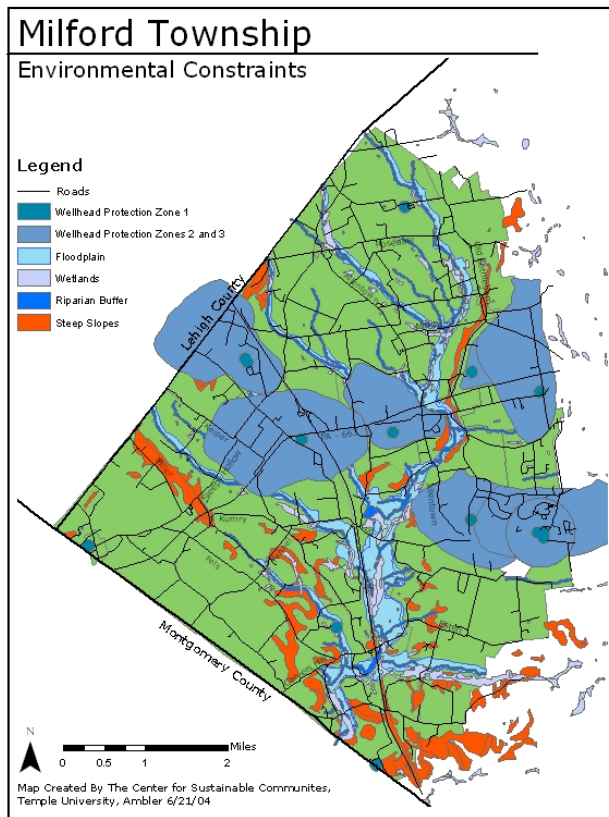 Milford Township
Environmental Constraints
Legend
Roads
Wellhead Protection Zone 1
Wellhead Protection Zones 2 and 3
Floodplain
Wetlands
Riparian Buffer
Steep Slopes
Lehigh County
PA - 663
Kumry
Fels
Montgomery County
N
Miles
0 0.5 1 2
Map Created By The Center for Sustainable Communites,
Temple University, Ambler 6/21/04